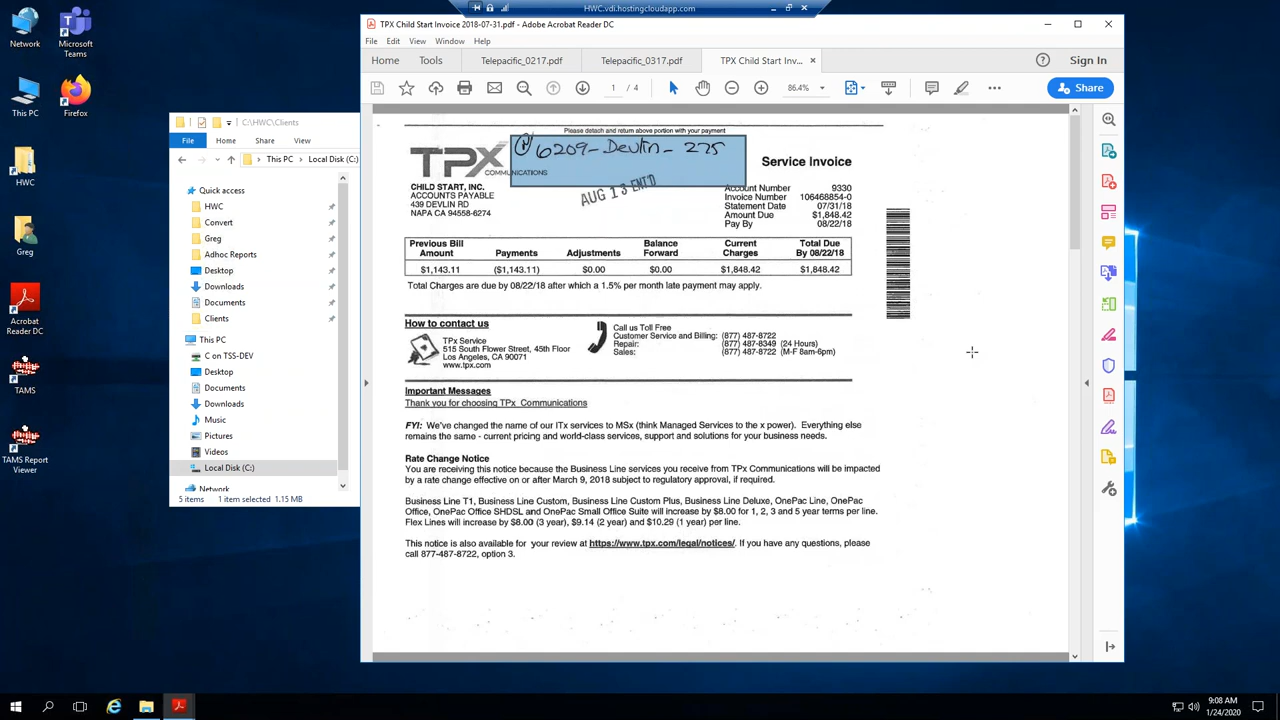 HWC.vdi.hostingcloudapp.com
TPX Child Start Invoice 2018-07-31.pdf - Adobe Acrobat Reader DC
File Edit View Window Help
Home Tools Telepacific_0217.pdf Telepacific_0317.pdf TPX Child Start Inv... × Sign In
1 / 4 86.4% Share
Network
Microsoft Teams
This PC
Firefox
HWC
Greg
Acrobat Reader DC
TAMS
TAMS Report Viewer
C:\HWC\Clients
File Home Share View
This PC > Local Disk (C:)
Quick access
HWC
Convert
Greg
Adhoc Reports
Desktop
Downloads
Documents
Clients
This PC
C on TSS-DEV
Desktop
Documents
Downloads
Music
Pictures
Videos
Local Disk (C:)
Network
5 items 1 item selected 1.15 MB
Please detach and return above portion with your payment
TPX COMMUNICATIONS
6209-Devlin- 275
AUG 13 ENT'D
Service Invoice
CHILD START, INC.
ACCOUNTS PAYABLE
439 DEVLIN RD
NAPA CA 94558-6274
Account Number 9330
Invoice Number 106468854-0
Statement Date 07/31/18
Amount Due $1,848.42
Pay By 08/22/18
Previous Bill Amount Payments Adjustments Balance Forward Current Charges Total Due By 08/22/18
$1,143.11 ($1,143.11) $0.00 $0.00 $1,848.42 $1,848.42
Total Charges are due by 08/22/18 after which a 1.5% per month late payment may apply.
How to contact us
TPx Service
515 South Flower Street, 45th Floor
Los Angeles, CA 90071
www.tpx.com
Call us Toll Free
Customer Service and Billing: (877) 487-8722
Repair: (877) 487-8349 (24 Hours)
Sales: (877) 487-8722 (M-F 8am-6pm)
Important Messages
Thank you for choosing TPx Communications
FYI: We've changed the name of our ITx services to MSx (think Managed Services to the x power). Everything else
remains the same - current pricing and world-class services, support and solutions for your business needs.
Rate Change Notice
You are receiving this notice because the Business Line services you receive from TPx Communications will be impacted
by a rate change effective on or after March 9, 2018 subject to regulatory approval, if required.
Business Line T1, Business Line Custom, Business Line Custom Plus, Business Line Deluxe, OnePac Line, OnePac
Office, OnePac Office SHDSL and OnePac Small Office Suite will increase by $8.00 for 1, 2, 3 and 5 year terms per line.
Flex Lines will increase by $8.00 (3 year), $9.14 (2 year) and $10.29 (1 year) per line.
This notice is also available for your review at https://www.tpx.com/legal/notices/. If you have any questions, please
call 877-487-8722, option 3.
9:08 AM
1/24/2020